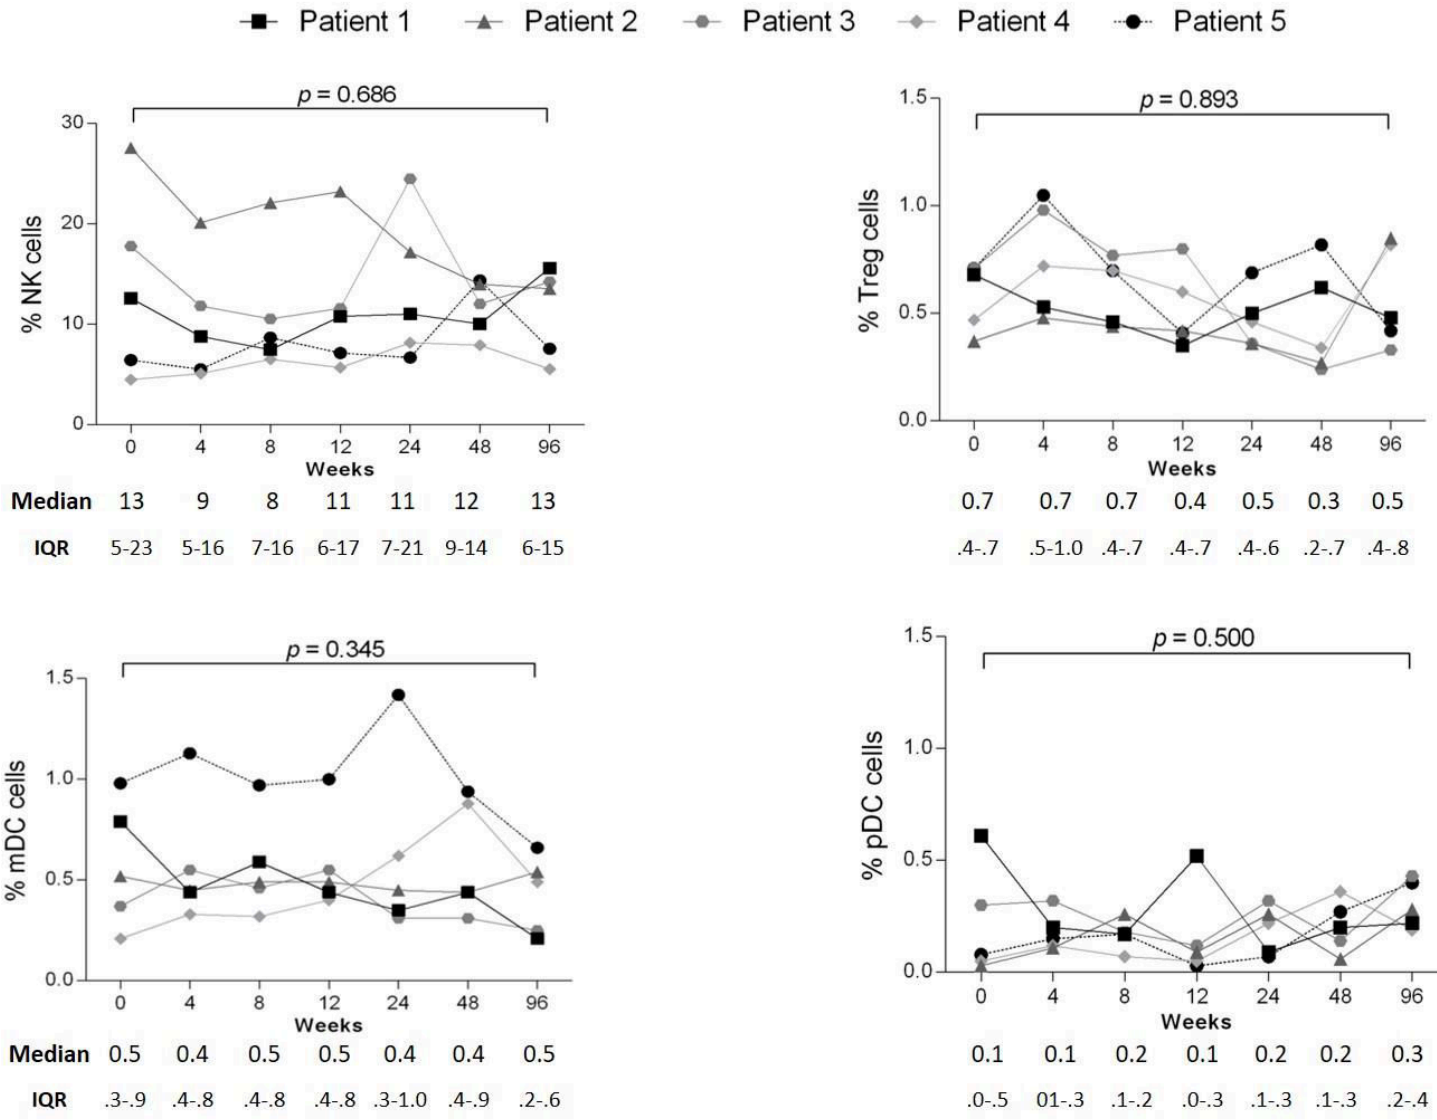 Patient 1 Patient 2 Patient 3 Patient 4 Patient 5
p = 0.686
30
20
10
0
% NK cells
0 4 8 12 24 48 96
Weeks
Median 13 9 8 11 11 12 13
IQR 5-23 5-16 7-16 6-17 7-21 9-14 6-15
p = 0.893
1.5
1.0
0.5
0.0
% Treg cells
0 4 8 12 24 48 96
Weeks
0.7 0.7 0.7 0.4 0.5 0.3 0.5
.4-.7 .5-1.0 .4-.7 .4-.7 .4-.6 .2-.7 .4-.8
p = 0.345
1.5
1.0
0.5
0.0
% mDC cells
0 4 8 12 24 48 96
Weeks
Median 0.5 0.4 0.5 0.5 0.4 0.4 0.5
IQR .3-.9 .4-.8 .4-.8 .4-.8 .3-1.0 .4-.9 .2-.6
p = 0.500
1.5
1.0
0.5
0.0
% pDC cells
0 4 8 12 24 48 96
Weeks
0.1 0.1 0.2 0.1 0.2 0.2 0.3
.0-.5 01-.3 .1-.2 .0-.3 .1-.3 .1-.3 .2-.4